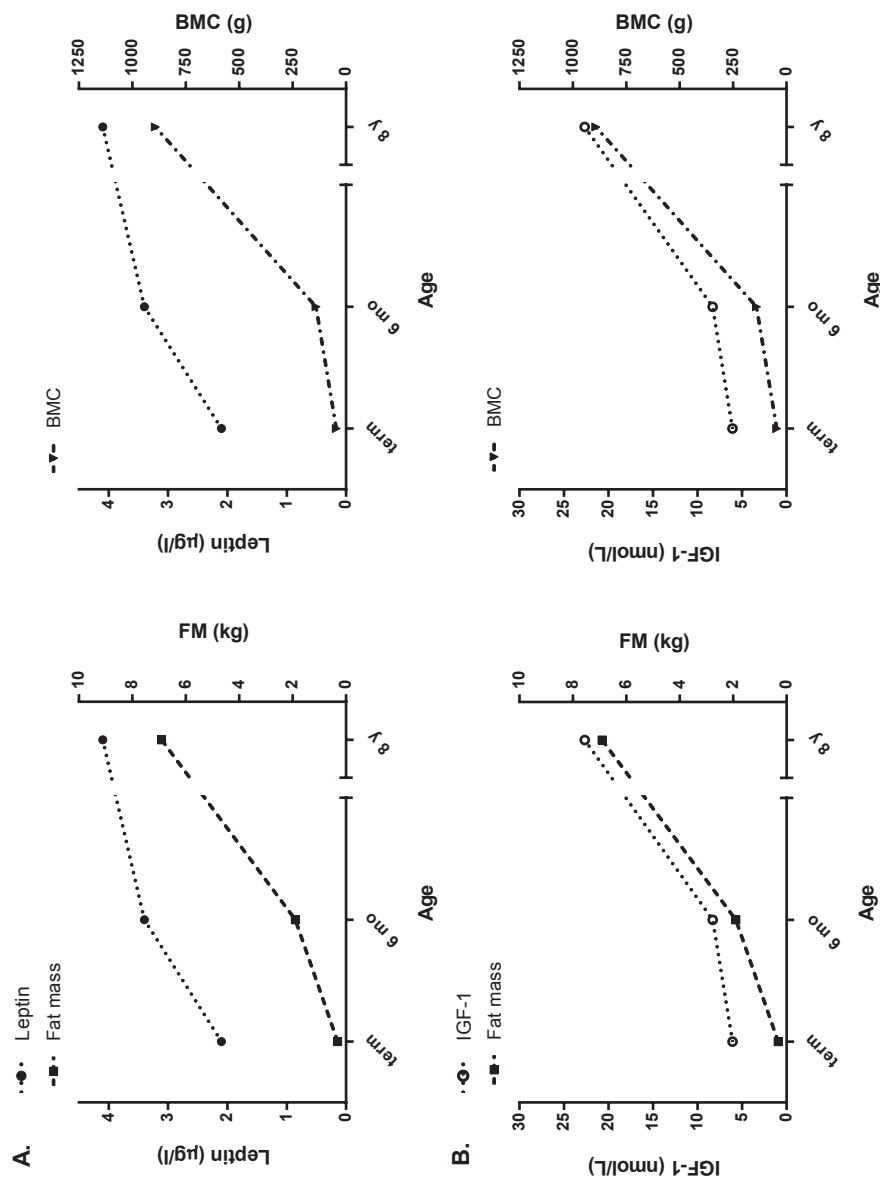 A.
Leptin
Fat mass
Leptin (µg/l)
4
3
2
1
0
FM (kg)
10
8
6
4
2
0
term
6 mo
8 y
Age
BMC
Leptin (µg/l)
4
3
2
1
0
BMC (g)
1250
1000
750
500
250
0
term
6 mo
8 y
Age
B.
IGF-1
Fat mass
IGF-1 (nmol/L)
30
25
20
15
10
5
0
FM (kg)
10
8
6
4
2
0
term
6 mo
8 y
Age
BMC
IGF-1 (nmol/L)
30
25
20
15
10
5
0
BMC (g)
1250
1000
750
500
250
0
term
6 mo
8 y
Age